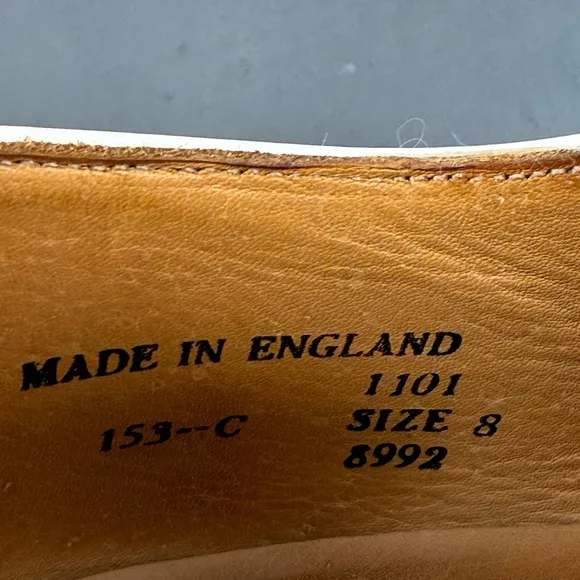 MADE IN ENGLAND
1101
153--C SIZE 8
8992